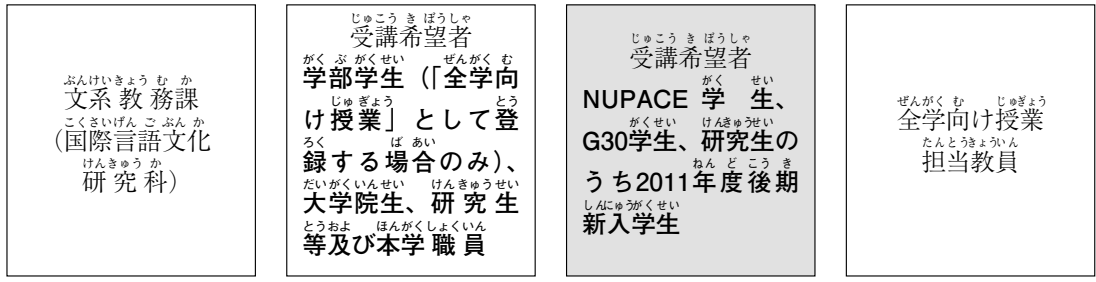 ぶんけいきょう む か
文系教務課
こくさいげん ご ぶん か
(国際言語文化
けんきゅう か
研究科)
じゅこう き ぼうしゃ
受講希望者
がく ぶ がくせい ぜんがく む
学部学生(「全学向
じゅ ぎょう とう
け授業」として登
ろく ば あい
録する場合のみ)、
だいがくいんせい けんきゅうせい
大学院生、研究生
とうおよ ほんがくしょくいん
等及び本学職員
じゅこう き ぼうしゃ
受講希望者
がく せい
NUPACE 学 生、
がくせい けんきゅうせい
G30学生、研究生の
ねん ど こう き
うち2011年度後期
しんにゅうがくせい
新入学生
ぜんがく む じゅぎょう
全学向け授業
たんとうきょういん
担当教員